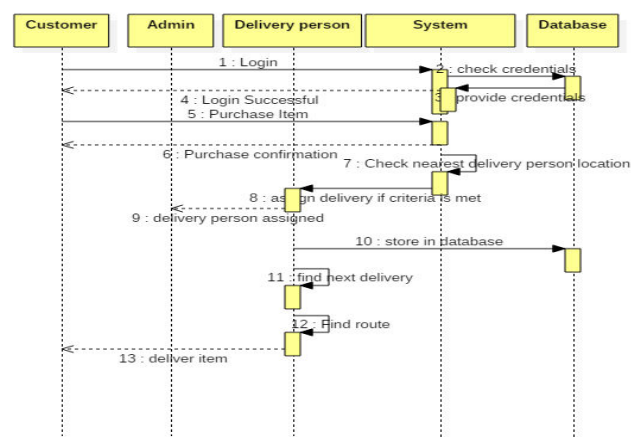 Customer
Admin
Delivery person
System
Database
1 : Login
2 : check credentials
3 : provide credentials
4 : Login Successful
5 : Purchase Item
6 : Purchase confirmation
7 : Check nearest delivery person location
8 : assign delivery if criteria is met
9 : delivery person assigned
10 : store in database
11 : find next delivery
12 : Find route
13 : deliver item